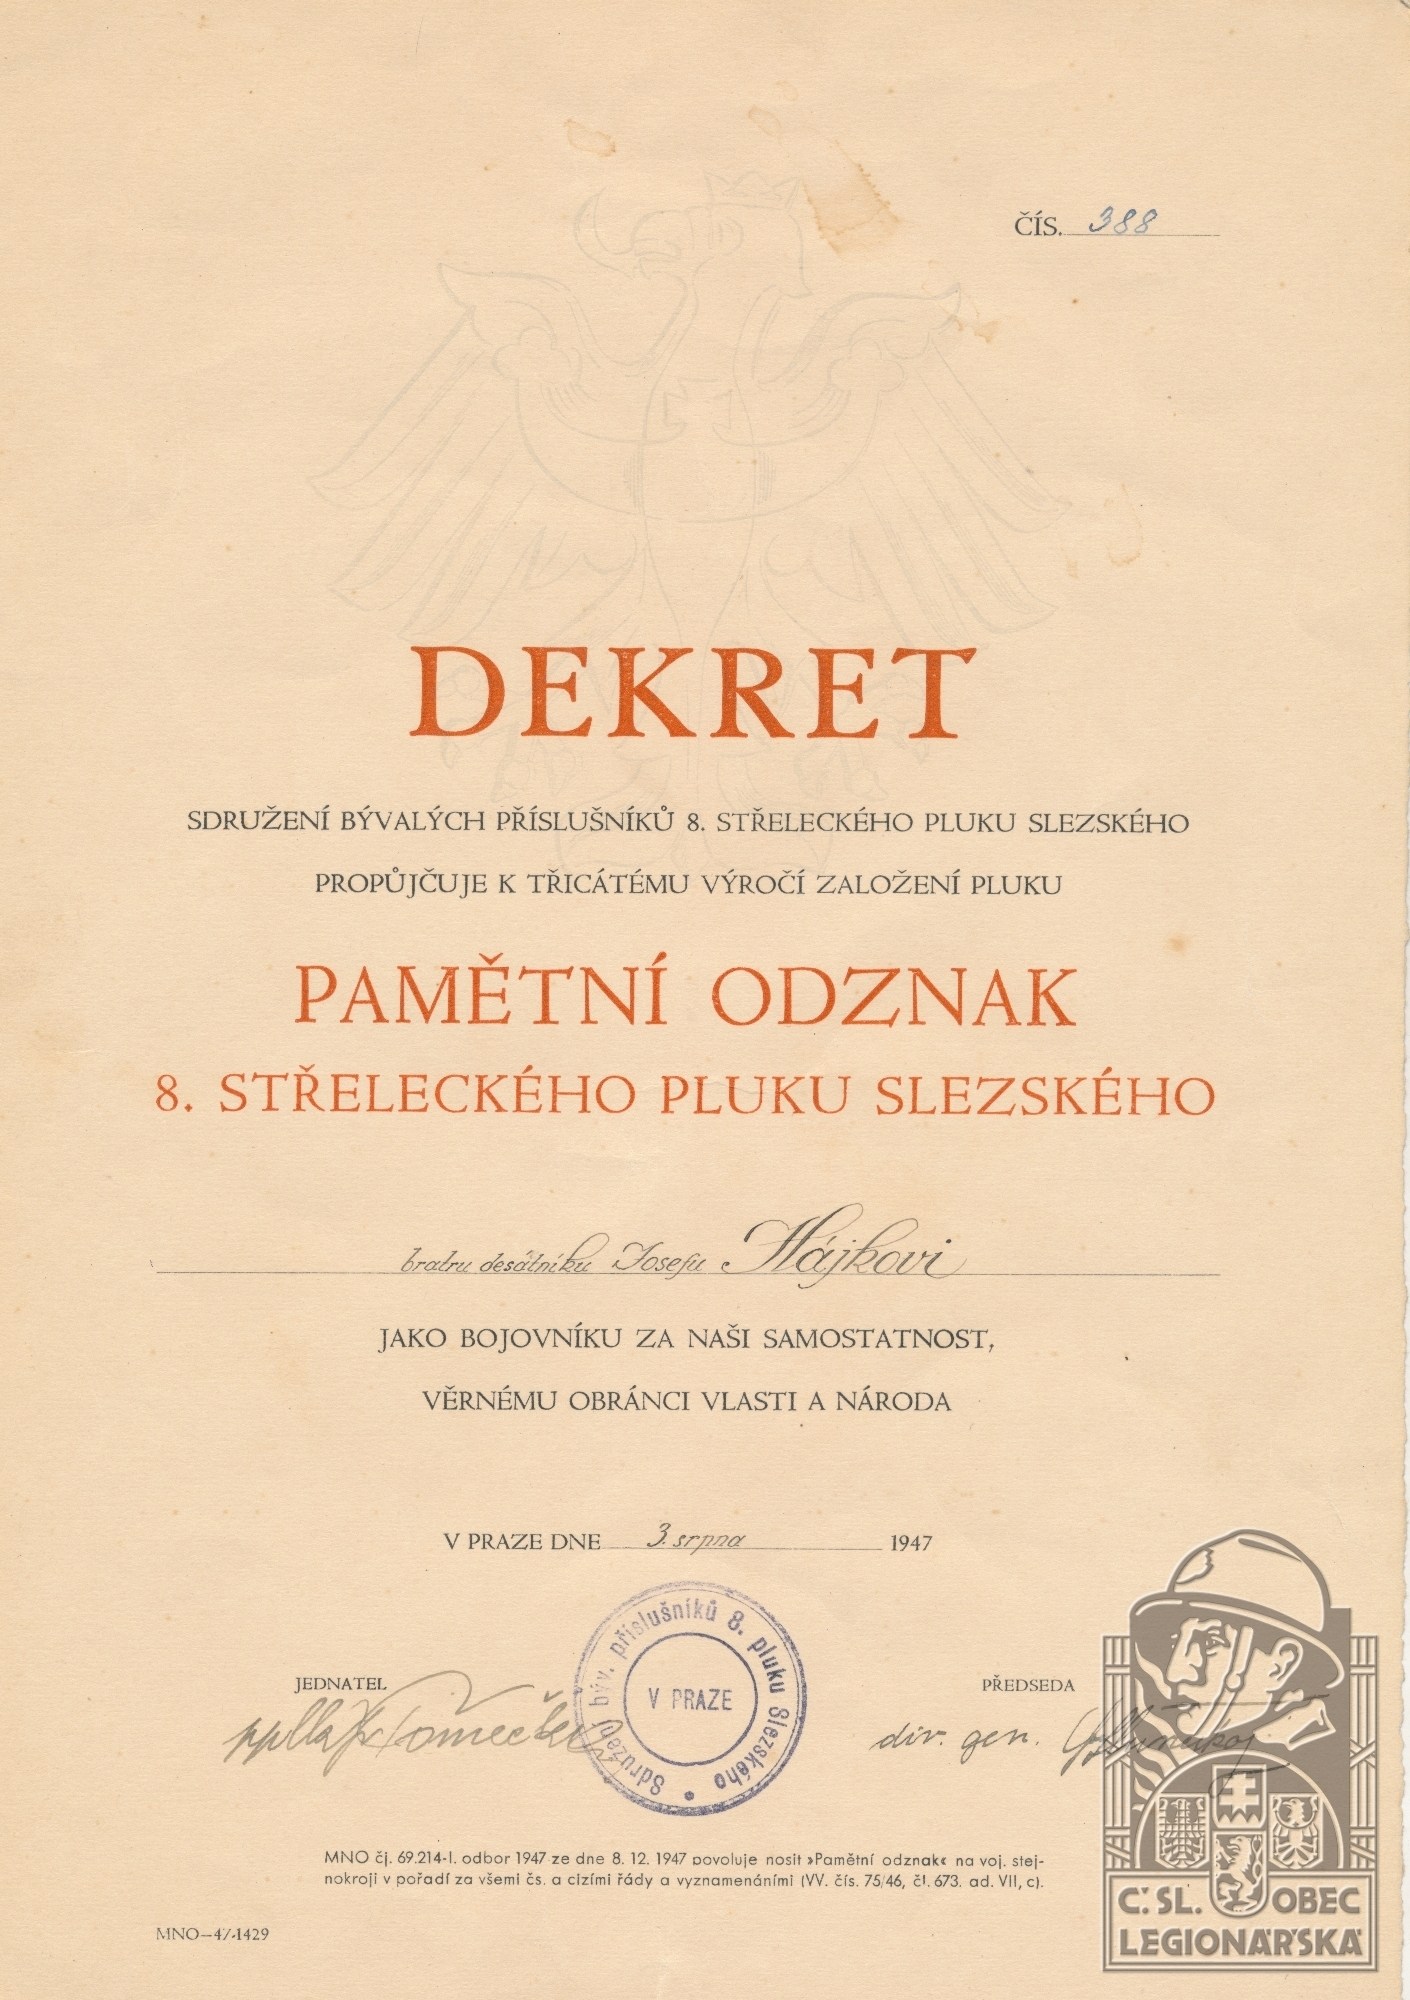 ČÍS. 388
DEKRET
SDRUŽENÍ BÝVALÝCH PŘÍSLUŠNÍKŮ 8. STŘELECKÉHO PLUKU SLEZSKÉHO
PROPŮJČUJE K TŘICÁTÉMU VÝROČÍ ZALOŽENÍ PLUKU
PAMĚTNÍ ODZNAK
8. STŘELECKÉHO PLUKU SLEZSKÉHO
bratru desátníku Josefu Hájkovi
JAKO BOJOVNÍKU ZA NAŠI SAMOSTATNOST,
VĚRNÉMU OBRÁNCI VLASTI A NÁRODA
V PRAZE DNE 3. srpna 1947
Sdružení býv. příslušníků 8. pluku Slezského
V PRAZE
JEDNATEL
PŘEDSEDA
div. gen.
MNO čj. 69.214-I. odbor 1947 ze dne 8. 12. 1947 povoluje nosit »Pamětní odznak« na voj. stej-
nokroji v pořadí za všemi čs. a cizími řády a vyznamenáními (VV. čís. 75/46, čl. 673. ad. VII, c).
MNO—47-1429
Č. SL. OBEC
LEGIONÁŘSKÁ